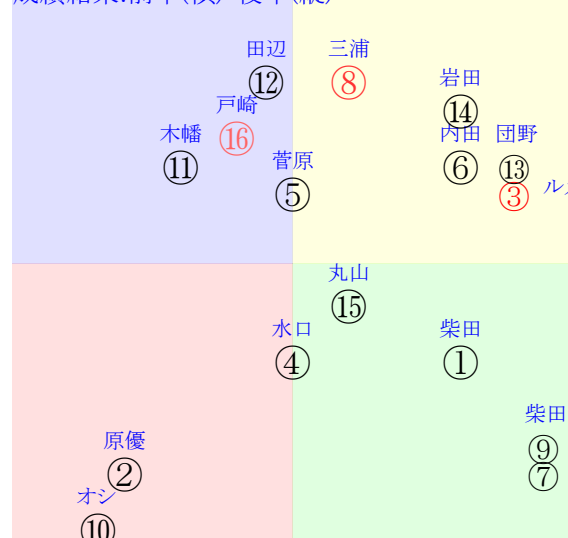 田辺 三浦
⑫ ⑧ 岩田
戸崎 ⑭
木幡 ⑯ 内田 団野
⑪ 菅原 ⑥ ⑬
⑤ ③
丸山
⑮
水口 柴田
④ ①
柴田
原優 ⑨
② ⑦
オシ
⑩